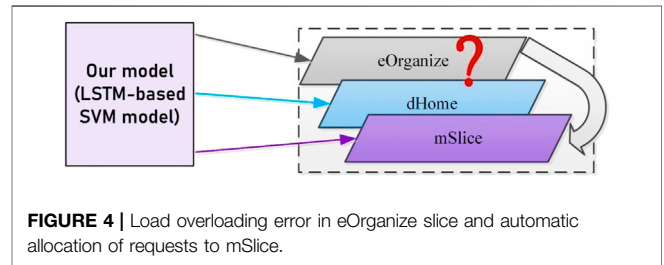 Our model
(LSTM-based
SVM model)
eOrganize
?
dHome
mSlice
FIGURE 4 | Load overloading error in eOrganize slice and automatic
allocation of requests to mSlice.